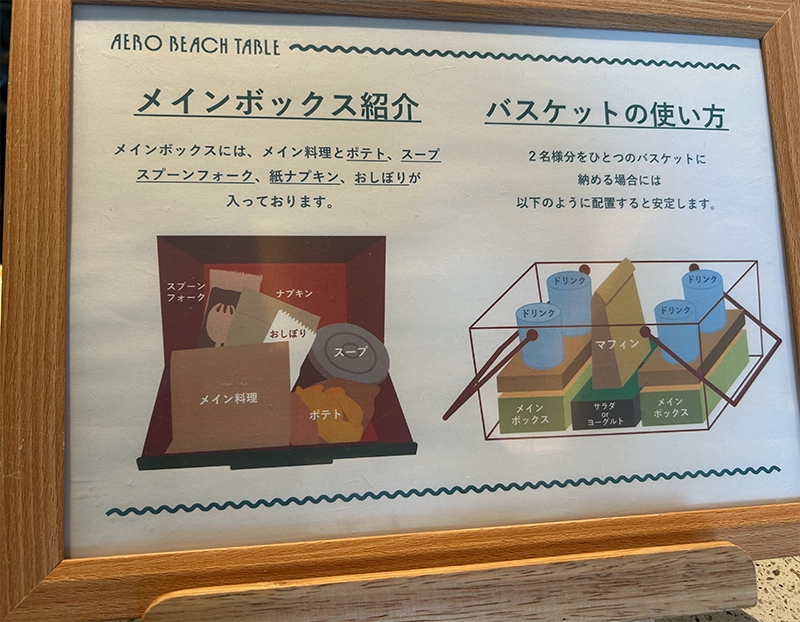 AERO BEACH TABLE
メインボックス紹介
メインボックスには、メイン料理とポテト、スープ
スプーンフォーク、紙ナプキン、おしぼりが
入っております。
スプーン
フォーク
ナプキン
おしぼり
スープ
メイン料理
ポテト
バスケットの使い方
2名様分をひとつのバスケットに
納める場合には
以下のように配置すると安定します。
ドリンク
ドリンク
ドリンク
ドリンク
マフィン
メイン
ボックス
サラダ
or
ヨーグルト
メイン
ボックス